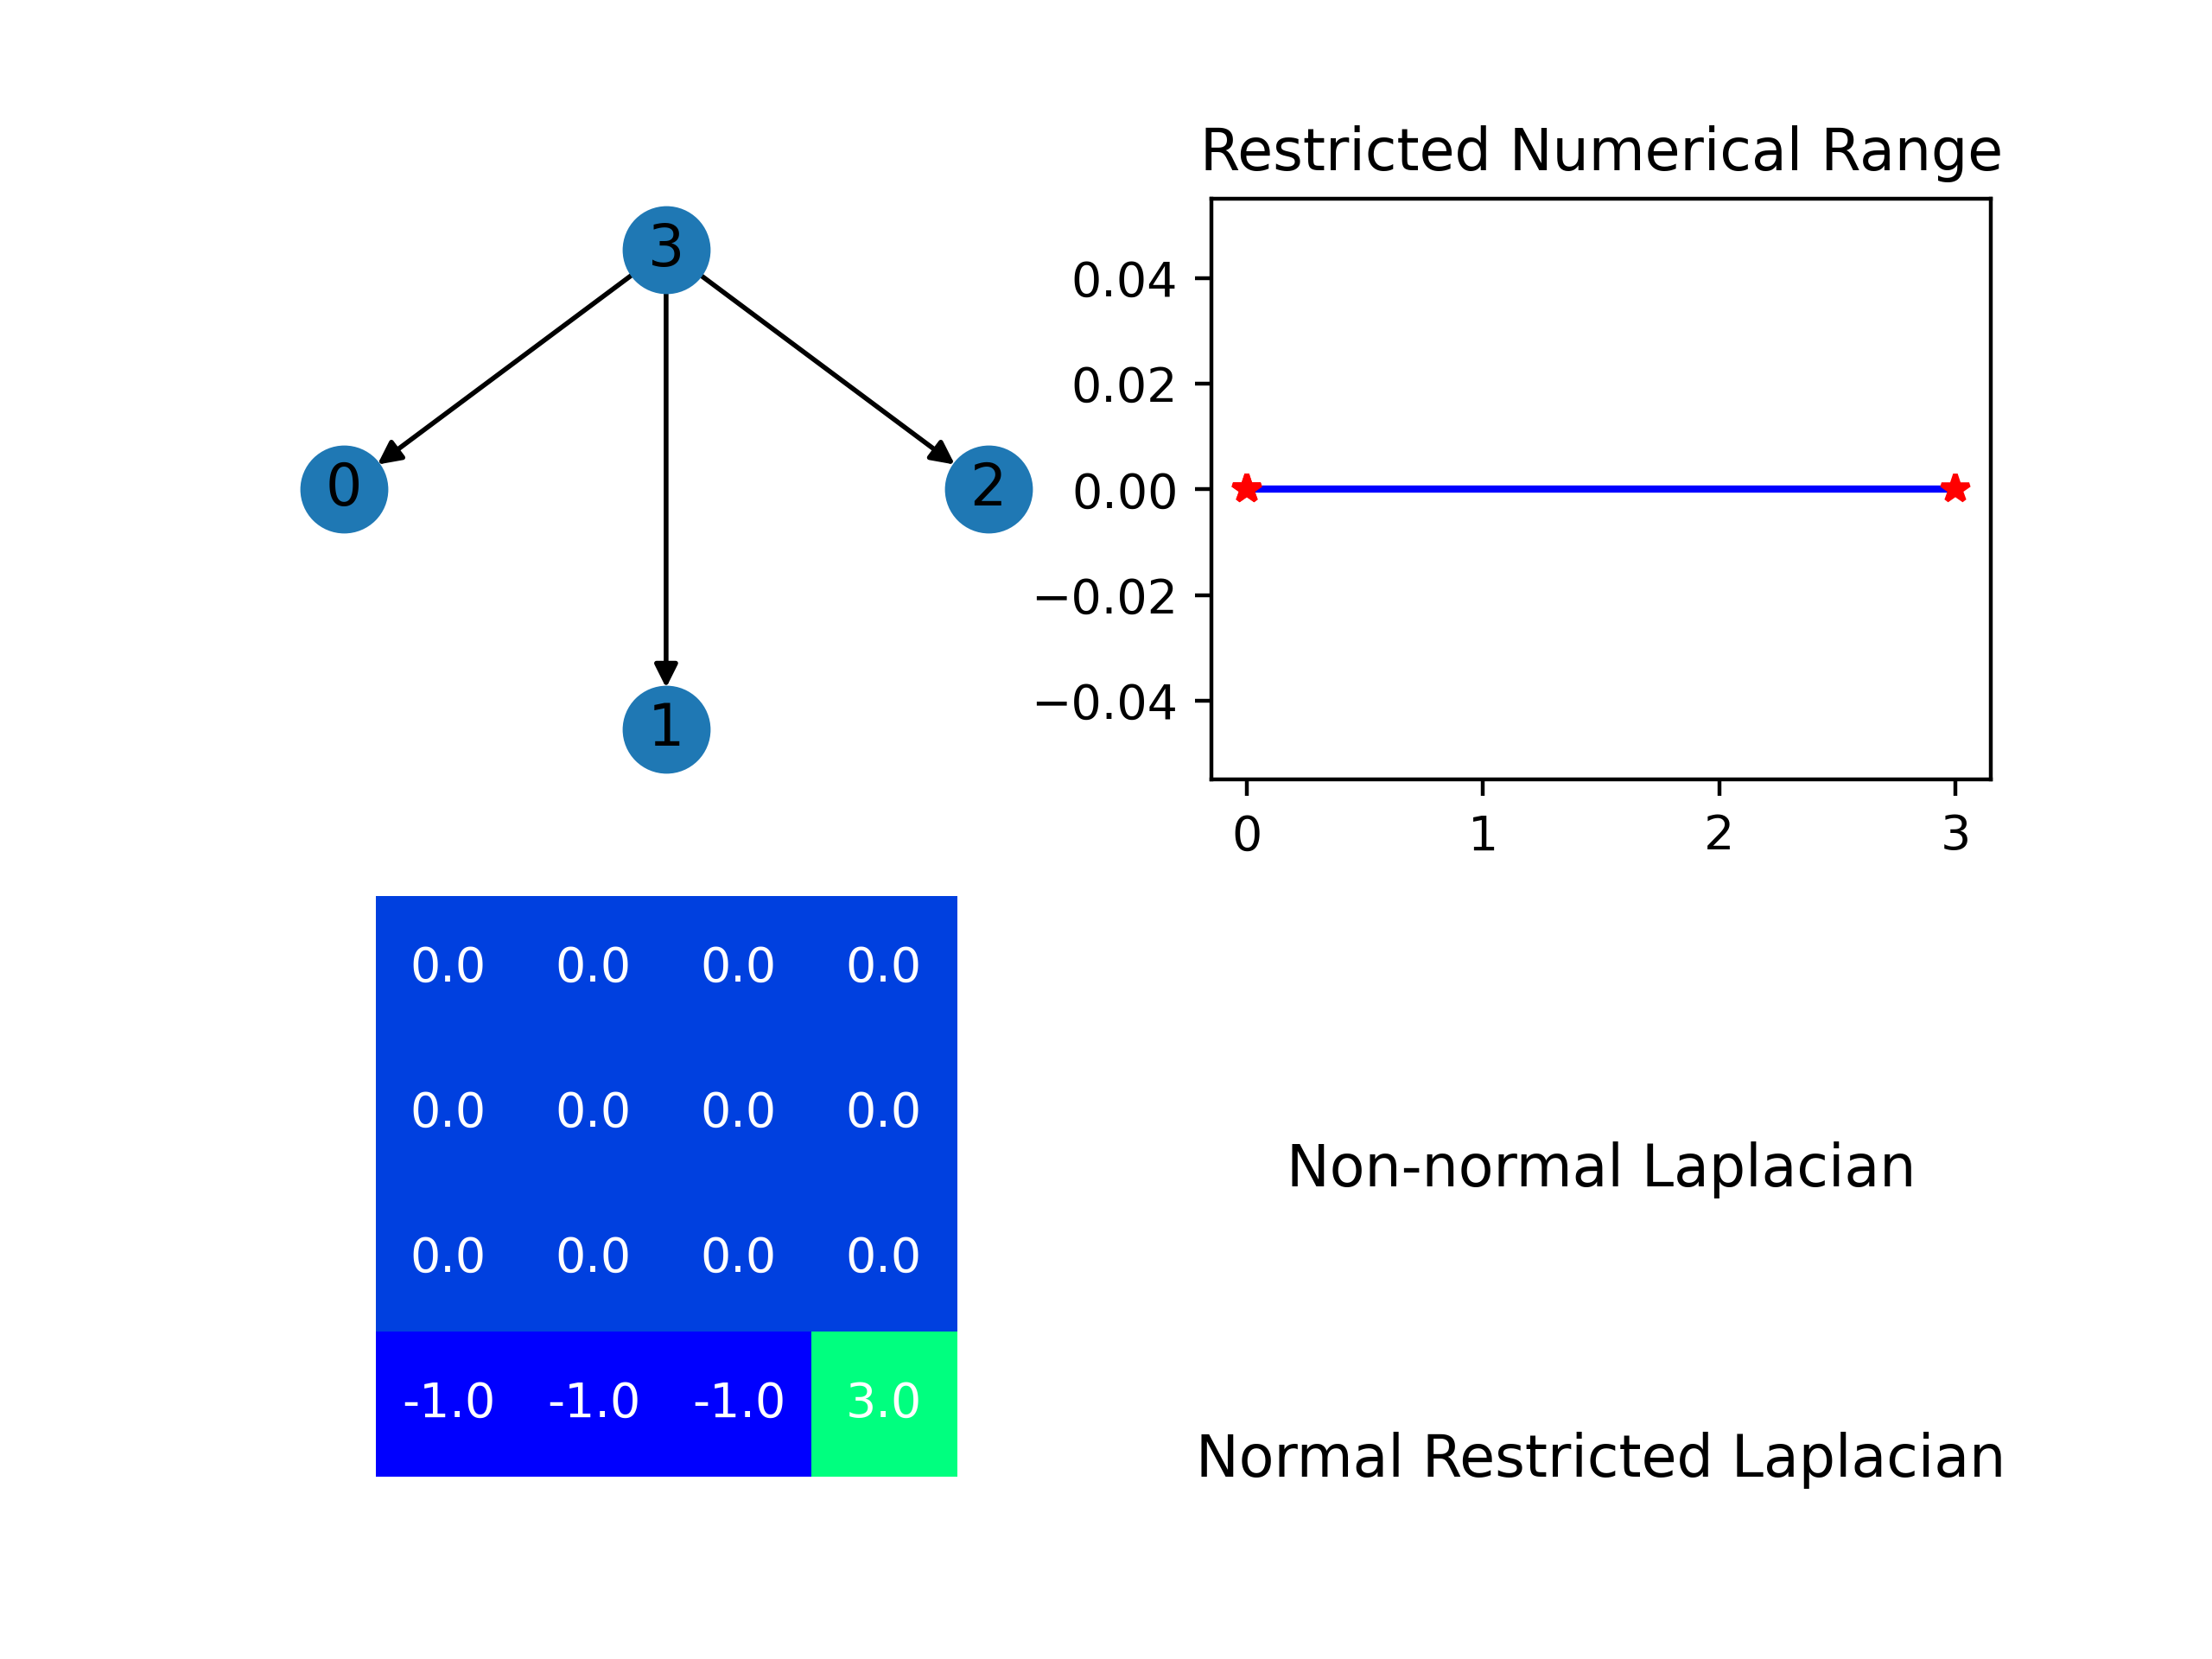 3
0
2
1
Restricted Numerical Range
0.04
0.02
0.00
−0.02
−0.04
0 1 2 3
0.0 0.0 0.0 0.0
0.0 0.0 0.0 0.0
0.0 0.0 0.0 0.0
-1.0 -1.0 -1.0 3.0
Non-normal Laplacian
Normal Restricted Laplacian